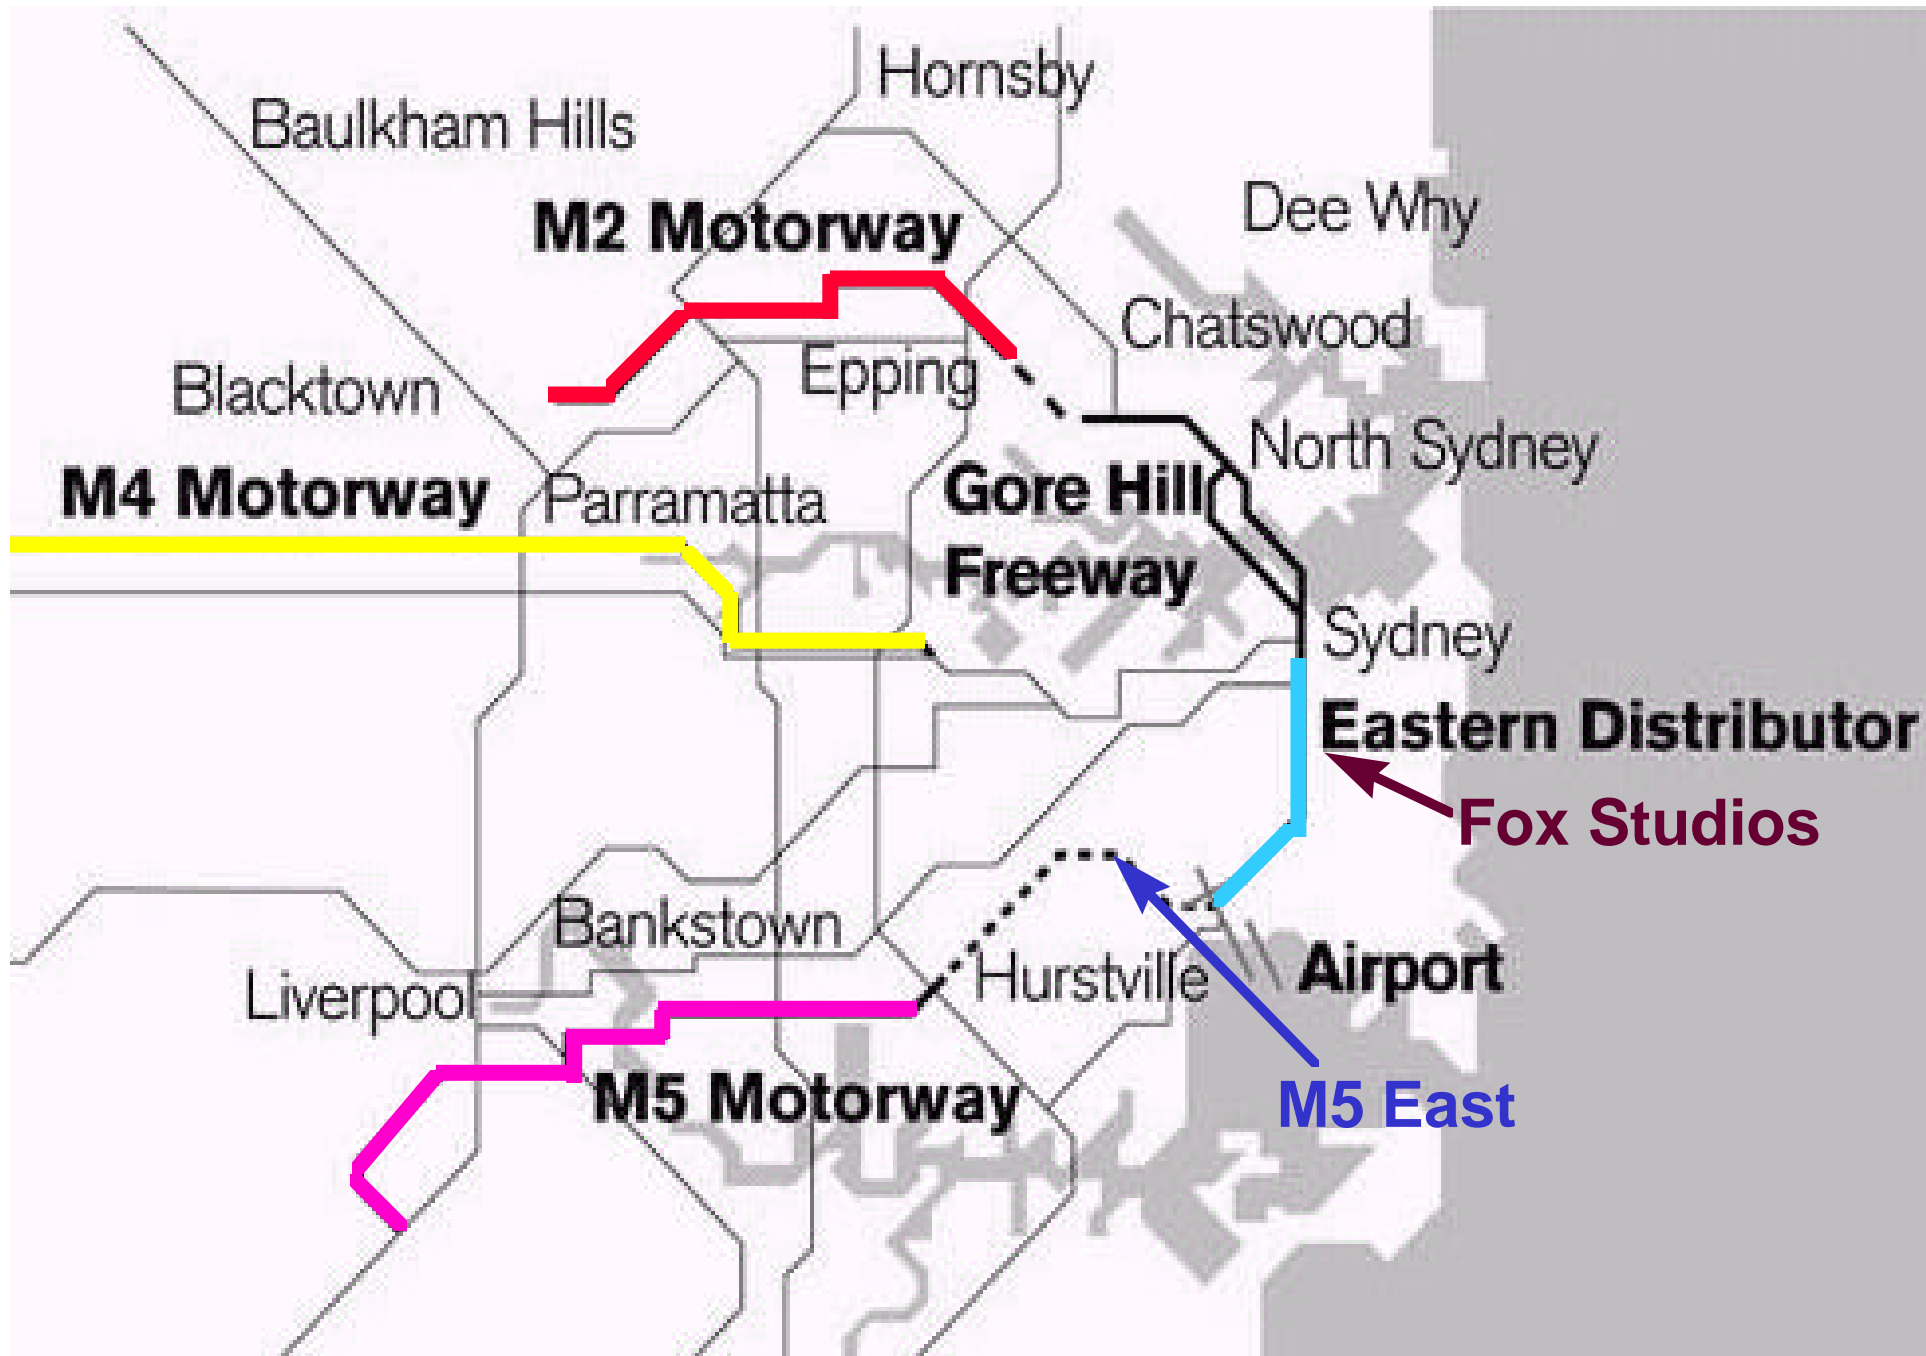 Hornsby
Baulkham Hills
Dee Why
M2 Motorway
Chatswood
Epping
Blacktown
North Sydney
M4 Motorway
Parramatta
Gore Hill
Freeway
Sydney
Eastern Distributor
Fox Studios
Bankstown
Hurstville
Airport
Liverpool
M5 Motorway
M5 East